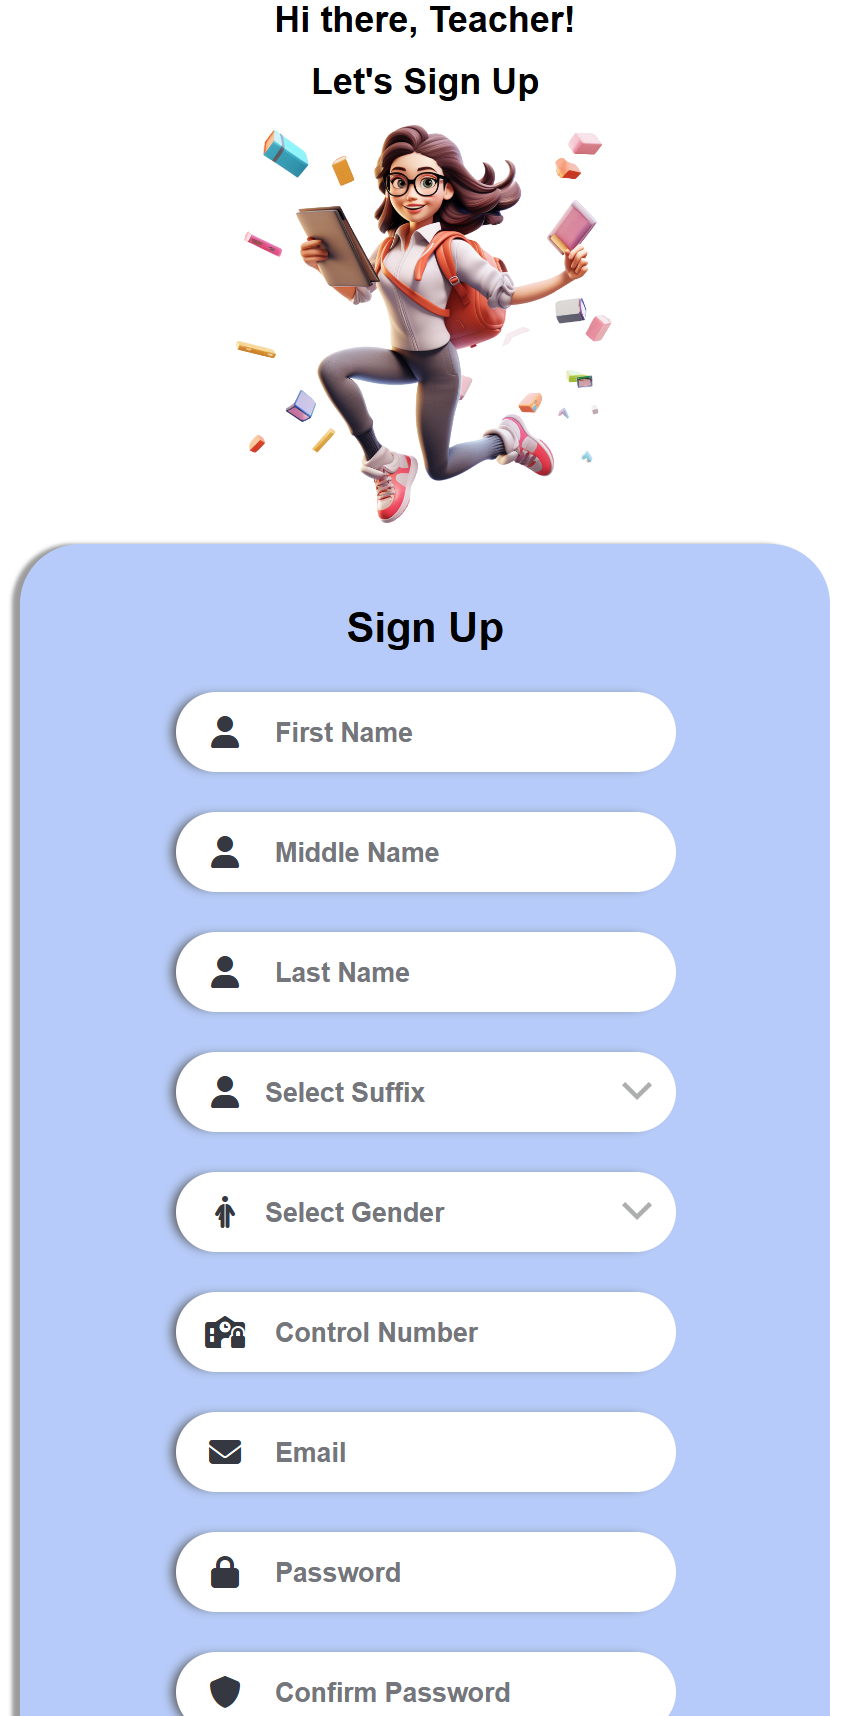 Hi there, Teacher!
Let's Sign Up
Sign Up
First Name
Middle Name
Last Name
Select Suffix
Select Gender
Control Number
Email
Password
Confirm Password